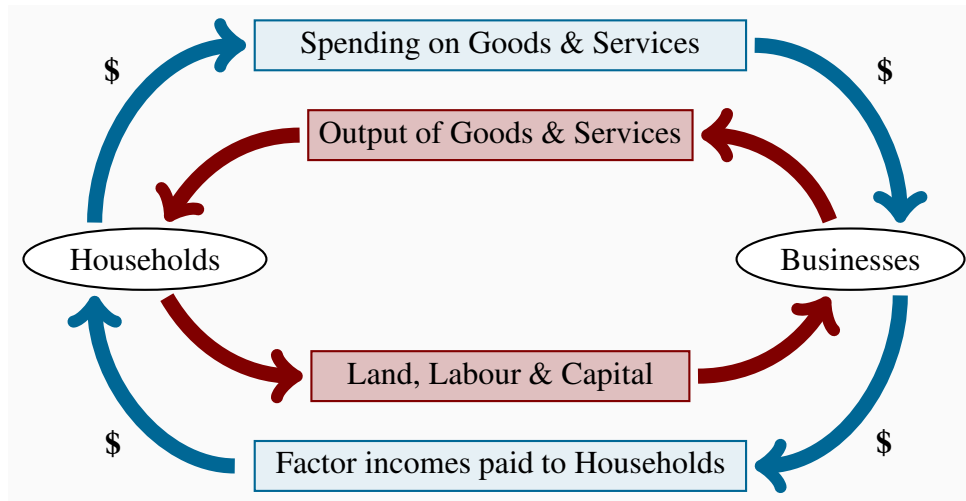 Spending on Goods & Services
$
$
Output of Goods & Services
Households
Businesses
Land, Labour & Capital
$
$
Factor incomes paid to Households